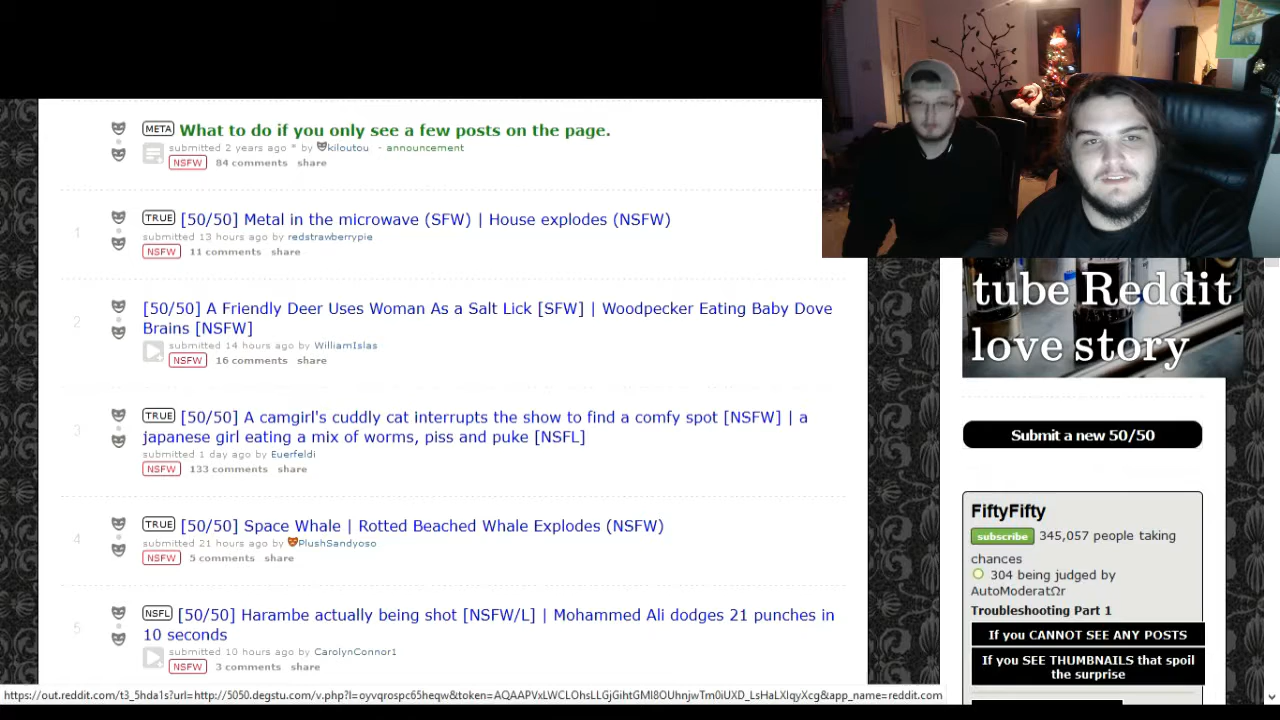 META What to do if you only see a few posts on the page.
submitted 2 years ago * by kiloutou - announcement
NSFW 84 comments share
1
TRUE [50/50] Metal in the microwave (SFW) | House explodes (NSFW)
submitted 13 hours ago by redstrawberrypie
NSFW 11 comments share
2
[50/50] A Friendly Deer Uses Woman As a Salt Lick [SFW] | Woodpecker Eating Baby Dove
Brains [NSFW]
submitted 14 hours ago by WilliamIslas
NSFW 16 comments share
3
TRUE [50/50] A camgirl's cuddly cat interrupts the show to find a comfy spot [NSFW] | a
japanese girl eating a mix of worms, piss and puke [NSFL]
submitted 1 day ago by Euerfeldi
NSFW 133 comments share
4
TRUE [50/50] Space Whale | Rotted Beached Whale Explodes (NSFW)
submitted 21 hours ago by PlushSandyoso
NSFW 5 comments share
5
NSFL [50/50] Harambe actually being shot [NSFW/L] | Mohammed Ali dodges 21 punches in
10 seconds
submitted 10 hours ago by CarolynConnor1
NSFW 3 comments share
tube Reddit
love story
Submit a new 50/50
FiftyFifty
subscribe 345,057 people taking
chances
304 being judged by
AutoModeratΩr
Troubleshooting Part 1
If you CANNOT SEE ANY POSTS
If you SEE THUMBNAILS that spoil
the surprise